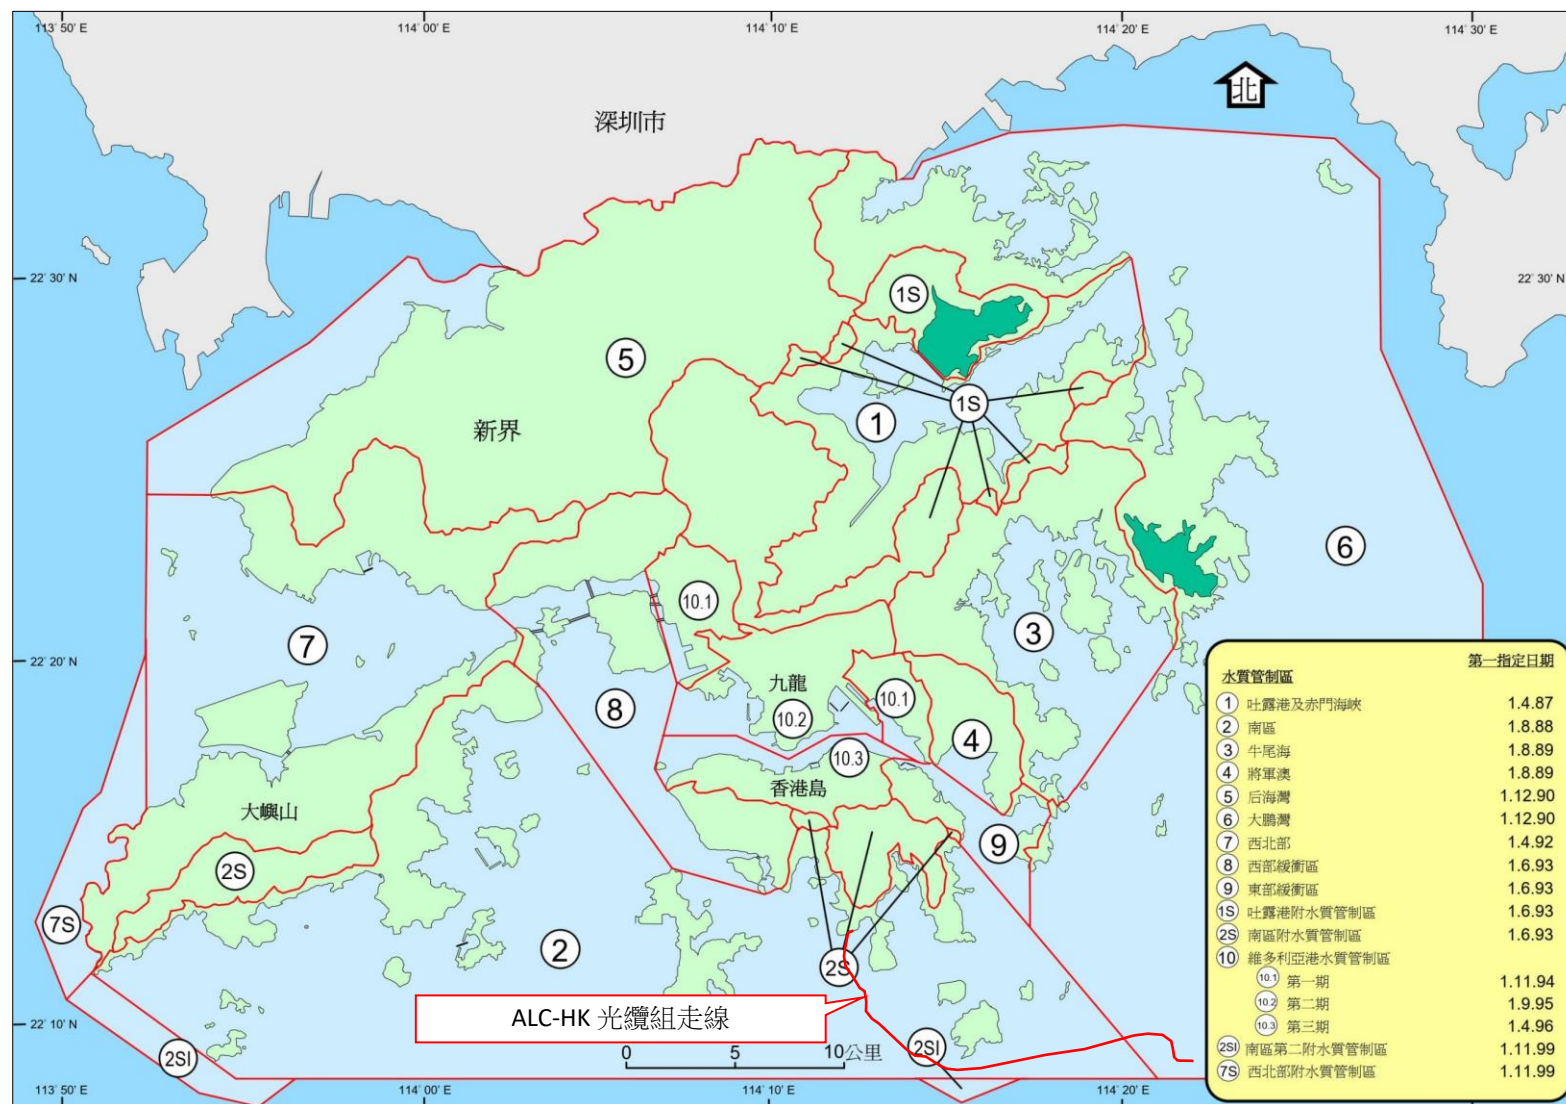 113° 50' E
114° 00' E
114° 10' E
114° 20' E
114° 30' E
北
深圳市
22° 30' N
22° 30' N
1S
5
1S
1
新界
6
10.1
3
7
22° 20' N
九龍
10.1
8
10.2
4
10.3
香港島
大嶼山
9
2S
7S
2
2S
ALC-HK 光纜組走線
22° 10' N
2SI
2SI
0 5 10公里
113° 50' E
114° 00' E
114° 10' E
114° 20' E
第一指定日期
水質管制區
1 吐露港及赤門海峽 1.4.87
2 南區 1.8.88
3 牛尾海 1.8.89
4 將軍澳 1.8.89
5 后海灣 1.12.90
6 大鵬灣 1.12.90
7 西北部 1.4.92
8 西部緩衝區 1.6.93
9 東部緩衝區 1.6.93
1S 吐露港附水質管制區 1.6.93
2S 南區附水質管制區 1.6.93
10 維多利亞港水質管制區
10.1 第一期 1.11.94
10.2 第二期 1.9.95
10.3 第三期 1.4.96
2SI 南區第二附水質管制區 1.11.99
7S 西北部附水質管制區 1.11.99